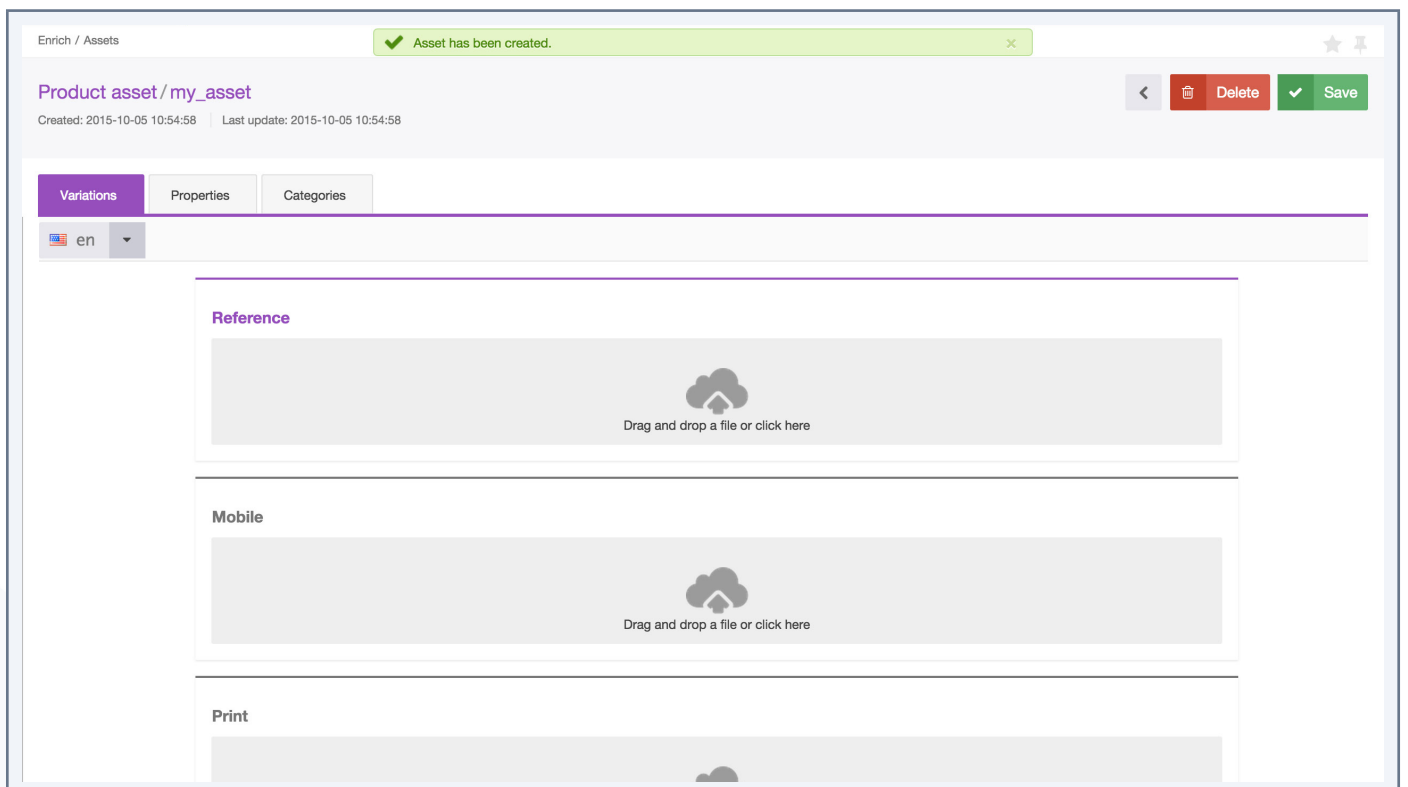 Enrich / Assets
Asset has been created.
×
Product asset / my_asset
Delete
Save
Created: 2015-10-05 10:54:58
Last update: 2015-10-05 10:54:58
Variations
Properties
Categories
en
Reference
Drag and drop a file or click here
Mobile
Drag and drop a file or click here
Print